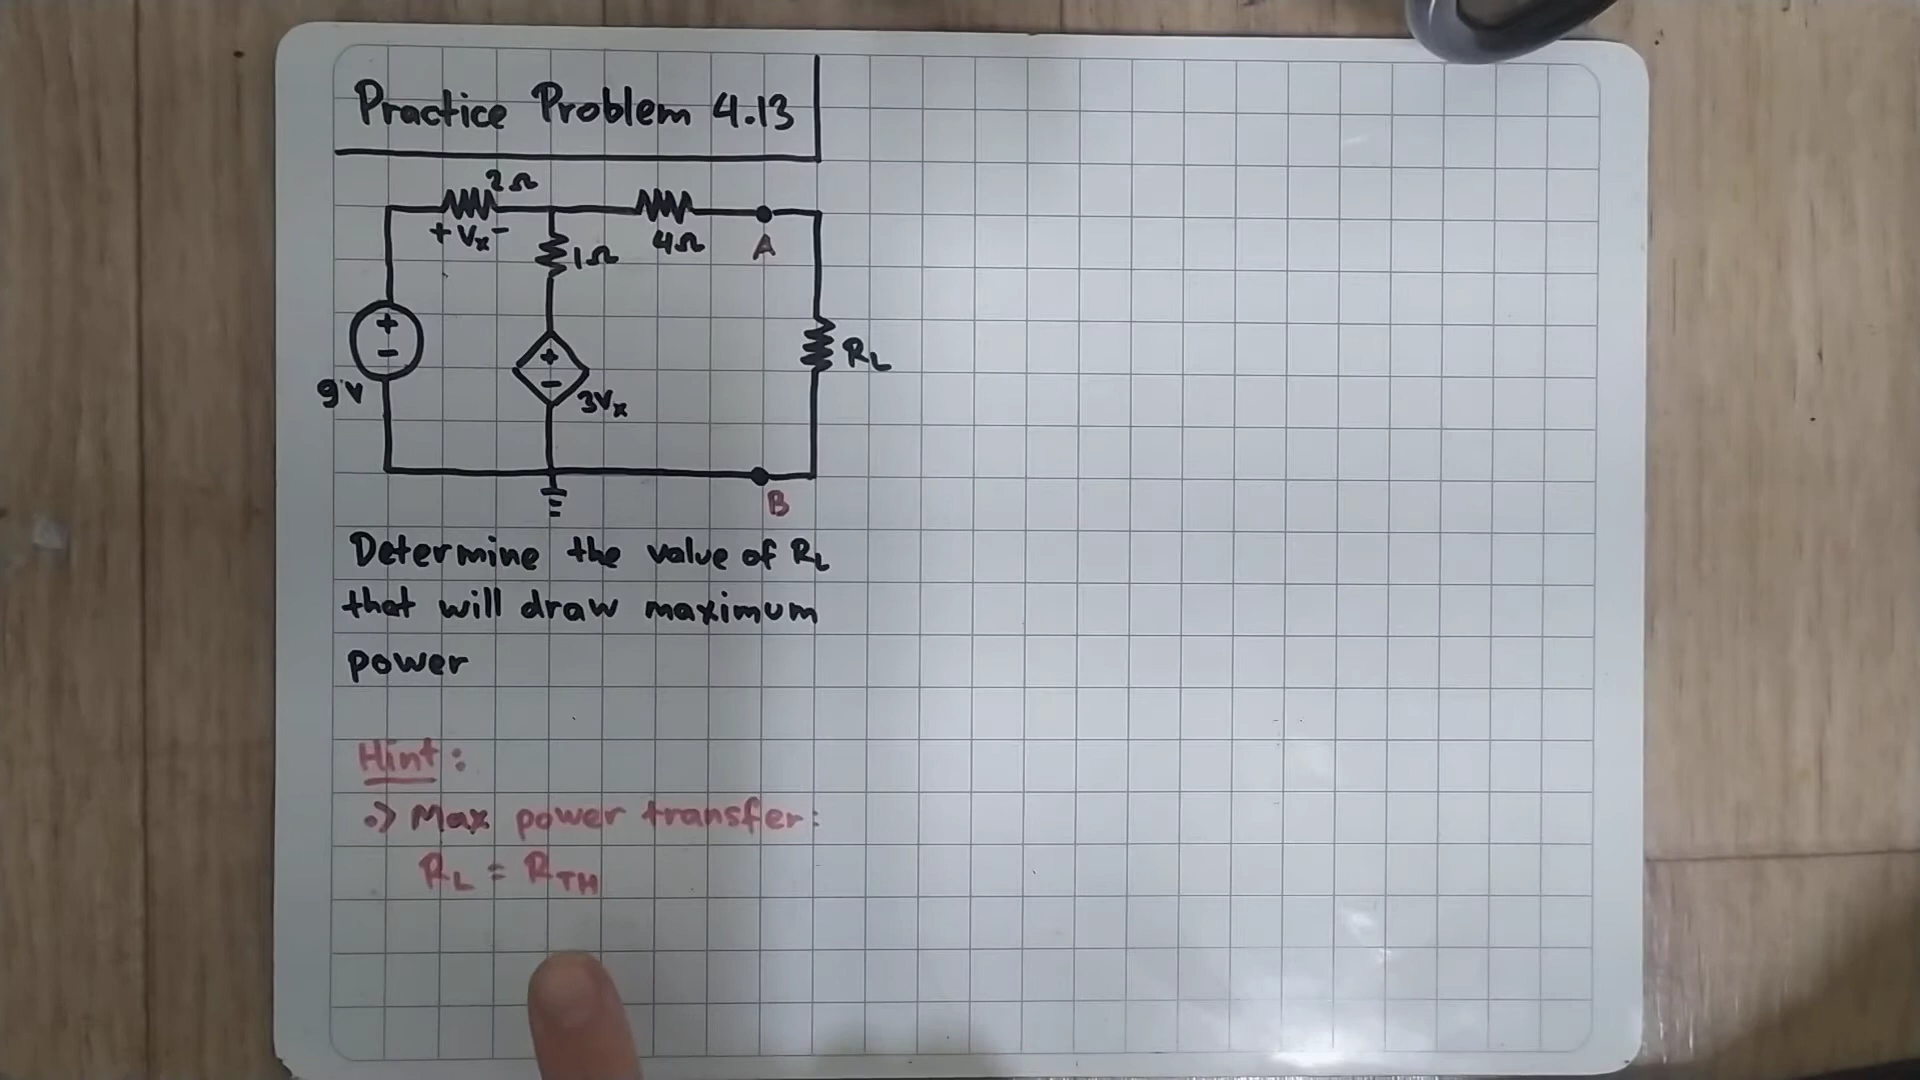 Practice Problem 4.13
2Ω
+ Vx -
1Ω
4Ω
A
+
-
9V
+
-
3Vx
RL
B
Determine the value of RL
that will draw maximum
power
Hint:
•> Max power transfer:
RL = RTH